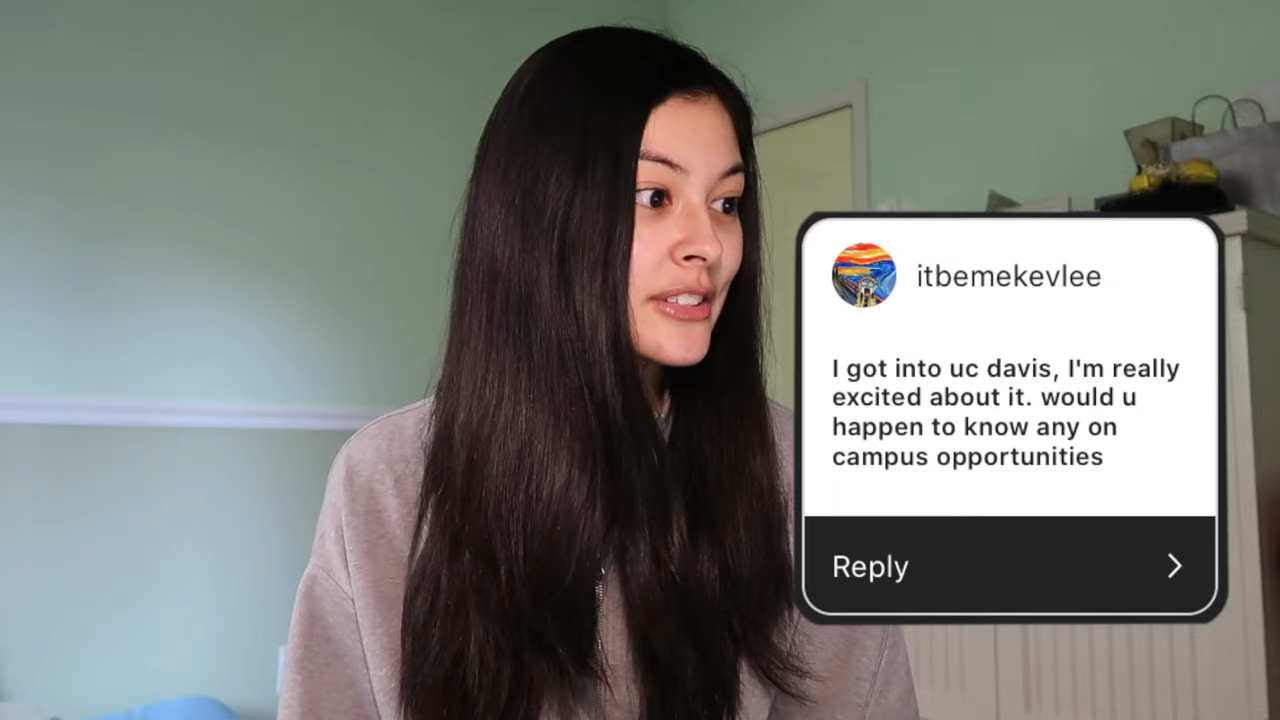 itbemekevlee
I got into uc davis, I'm really
excited about it. would u
happen to know any on
campus opportunities
Reply